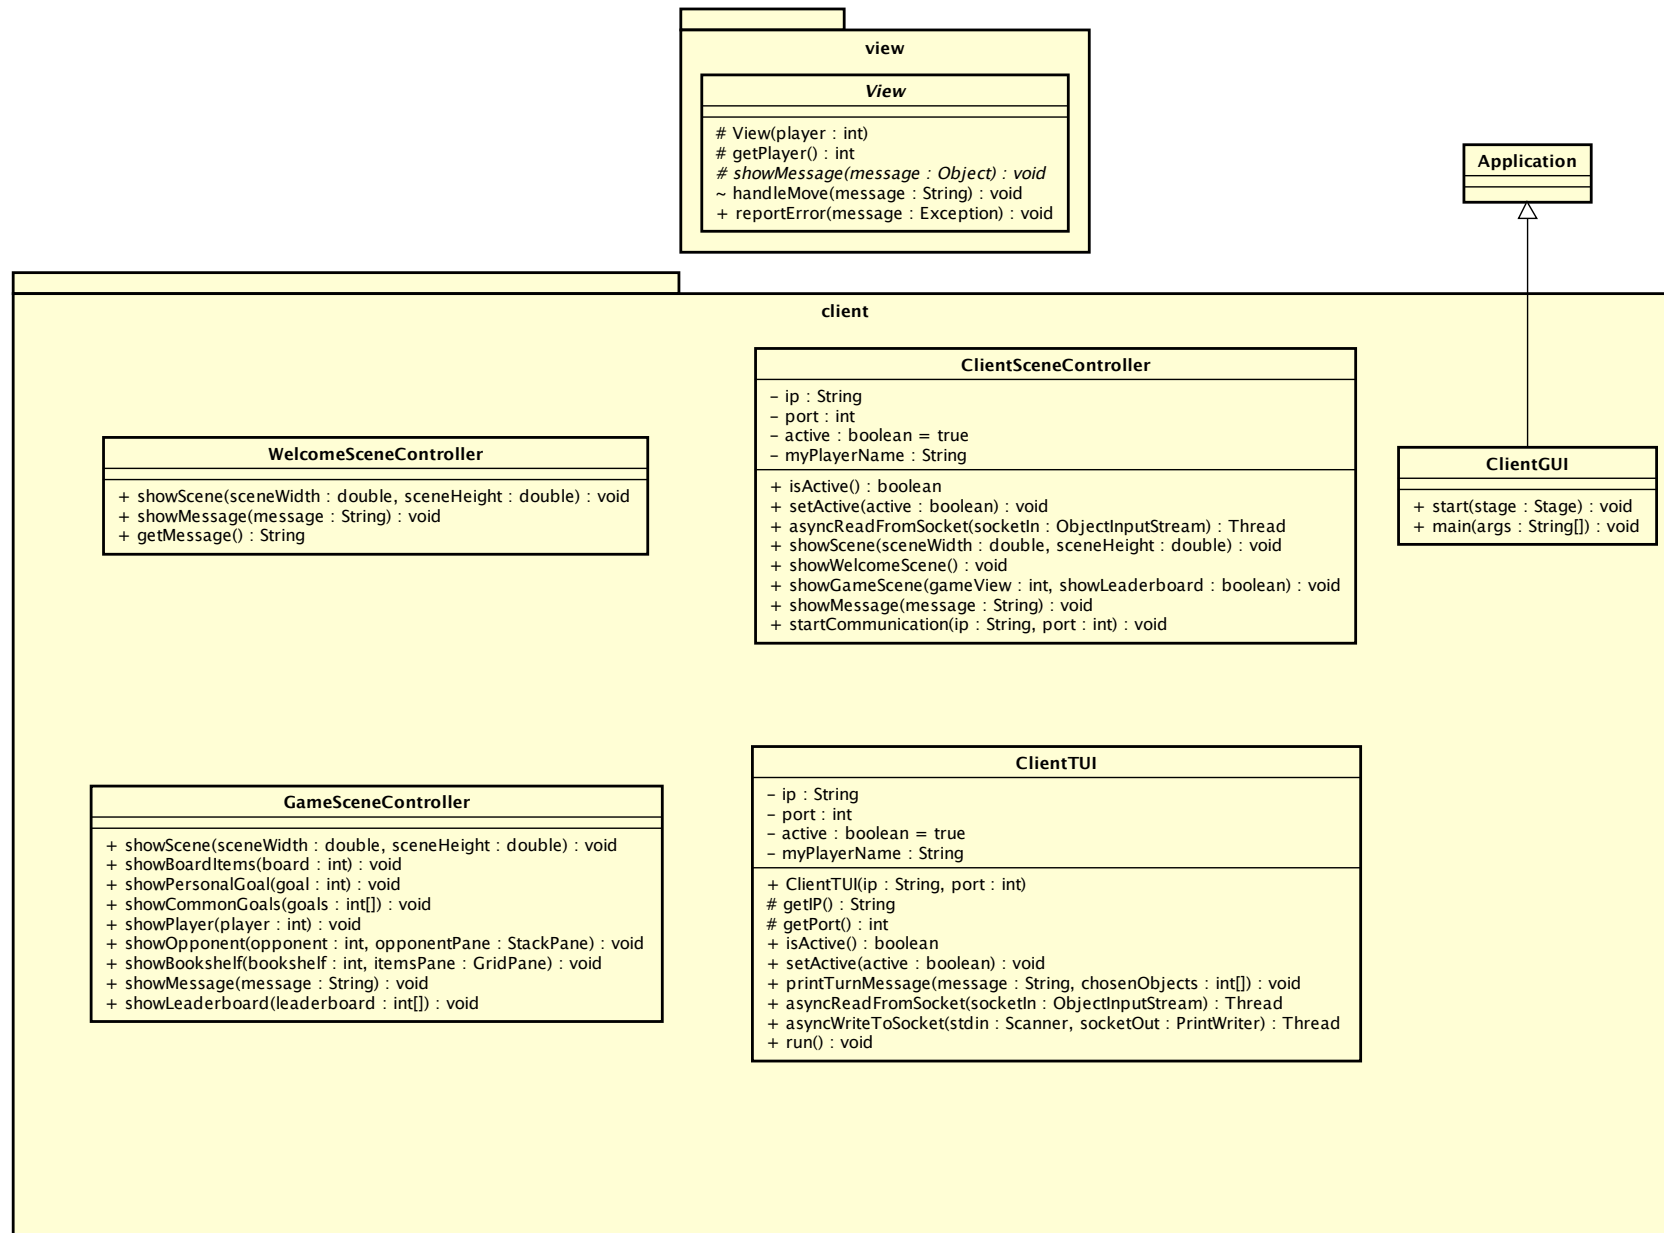 view
View
# View(player : int)
# getPlayer() : int
# showMessage(message : Object) : void
~ handleMove(message : String) : void
+ reportError(message : Exception) : void
Application
client
ClientSceneController
– ip : String
– port : int
– active : boolean = true
– myPlayerName : String
+ isActive() : boolean
+ setActive(active : boolean) : void
+ asyncReadFromSocket(socketIn : ObjectInputStream) : Thread
+ showScene(sceneWidth : double, sceneHeight : double) : void
+ showWelcomeScene() : void
+ showGameScene(gameView : int, showLeaderboard : boolean) : void
+ showMessage(message : String) : void
+ startCommunication(ip : String, port : int) : void
WelcomeSceneController
+ showScene(sceneWidth : double, sceneHeight : double) : void
+ showMessage(message : String) : void
+ getMessage() : String
ClientGUI
+ start(stage : Stage) : void
+ main(args : String[]) : void
GameSceneController
+ showScene(sceneWidth : double, sceneHeight : double) : void
+ showBoardItems(board : int) : void
+ showPersonalGoal(goal : int) : void
+ showCommonGoals(goals : int[]) : void
+ showPlayer(player : int) : void
+ showOpponent(opponent : int, opponentPane : StackPane) : void
+ showBookshelf(bookshelf : int, itemsPane : GridPane) : void
+ showMessage(message : String) : void
+ showLeaderboard(leaderboard : int[]) : void
ClientTUI
– ip : String
– port : int
– active : boolean = true
– myPlayerName : String
+ ClientTUI(ip : String, port : int)
# getIP() : String
# getPort() : int
+ isActive() : boolean
+ setActive(active : boolean) : void
+ printTurnMessage(message : String, chosenObjects : int[]) : void
+ asyncReadFromSocket(socketIn : ObjectInputStream) : Thread
+ asyncWriteToSocket(stdin : Scanner, socketOut : PrintWriter) : Thread
+ run() : void